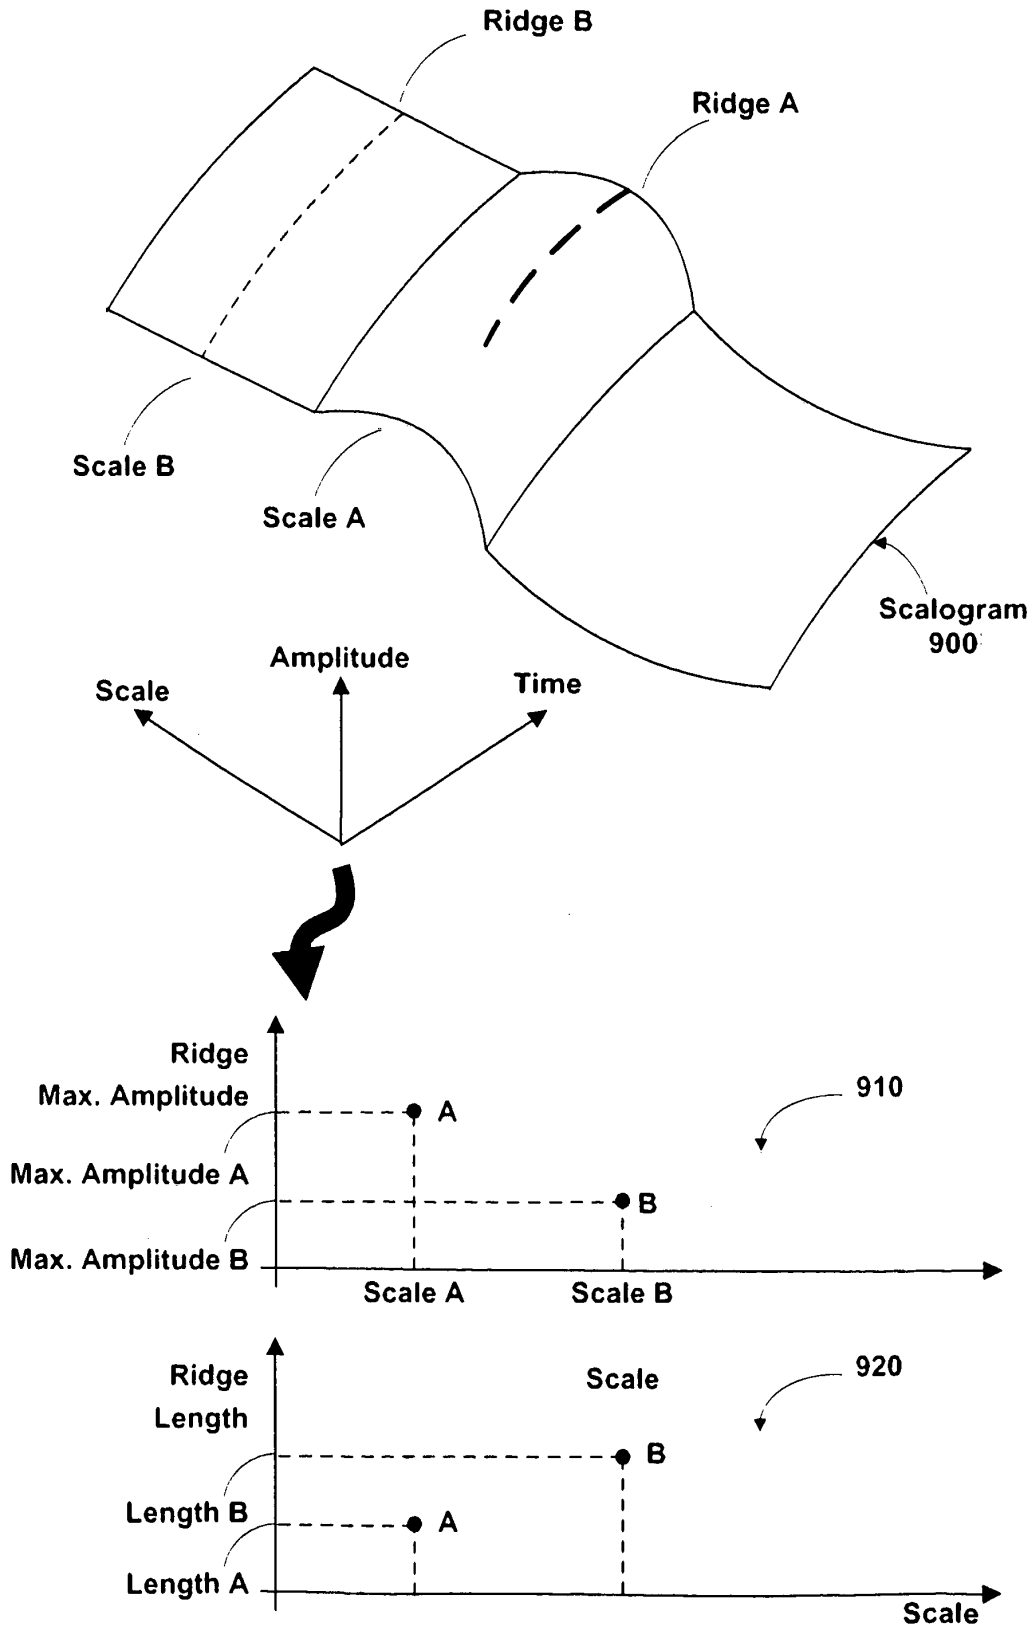 Ridge B
Ridge A
Scale B
Scale A
Scalogram
900
Amplitude
Scale
Time
Ridge
Max. Amplitude
910
A
Max. Amplitude A
B
Max. Amplitude B
Scale A
Scale B
Ridge
Length
Scale
920
B
Length B
A
Length A
Scale